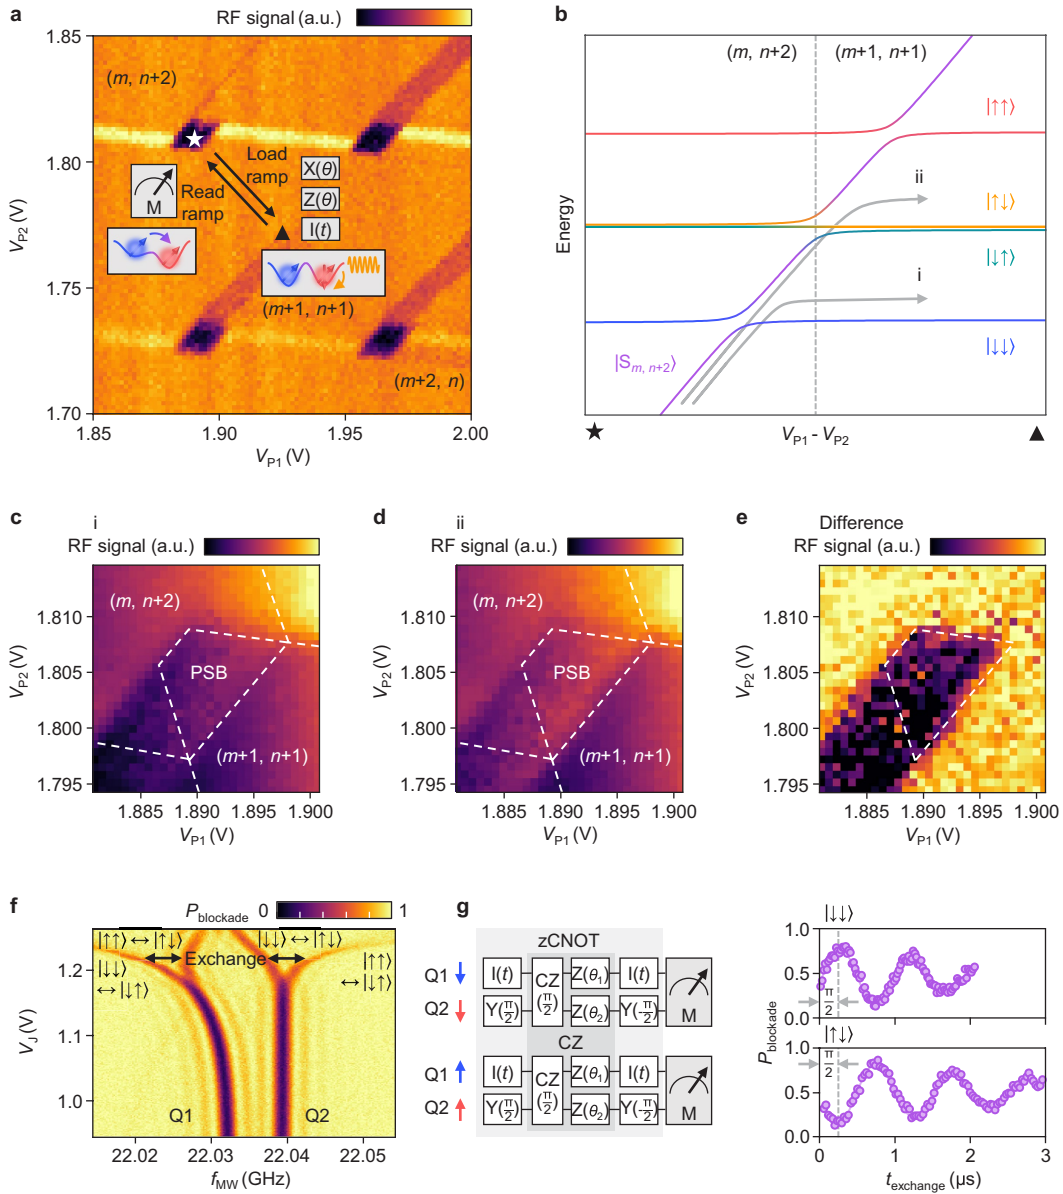 a
RF signal (a.u.)
1.85
1.80
1.75
1.70
V_P2 (V)
(m, n+2)
Load
ramp
Read
ramp
M
X(θ)
Z(θ)
I(t)
(m+1, n+1)
(m+2, n)
1.85 1.90 1.95 2.00
V_P1 (V)
b
(m, n+2) (m+1, n+1)
Energy
|↑↑⟩
ii
|↑↓⟩
|↓↑⟩
i
|↓↓⟩
|S_m, n+2⟩
★ V_P1 - V_P2 ▲
c
i
RF signal (a.u.)
(m, n+2)
PSB
(m+1, n+1)
1.810
1.805
1.800
1.795
V_P2 (V)
1.885 1.890 1.900
V_P1 (V)
d
ii
RF signal (a.u.)
(m, n+2)
PSB
(m+1, n+1)
1.810
1.805
1.800
1.795
V_P2 (V)
1.885 1.890 1.900
V_P1 (V)
e
Difference
RF signal (a.u.)
1.810
1.805
1.800
1.795
V_P2 (V)
1.885 1.890 1.895 1.900
V_P1 (V)
f
P_blockade 0 1
|↑↑⟩ ↔ |↑↓⟩ |↓↓⟩ ↔ |↑↓⟩
|↓↓⟩ Exchange |↑↑⟩
↔ |↓↑⟩ ↔ |↓↑⟩
1.2
1.1
1.0
V_J (V)
Q1 Q2
22.02 22.03 22.04 22.05
f_MW (GHz)
g
zCNOT
Q1 ↓ I(t) CZ (π/2) Z(θ₁) I(t) M
Q2 ↓ Y(π/2) Z(θ₂) Y(-π/2)
CZ
Q1 ↑ I(t) CZ (π/2) Z(θ₁) I(t) M
Q2 ↑ Y(π/2) Z(θ₂) Y(-π/2)
|↓↓⟩
1.0
0.5
0.0
π/2
|↑↓⟩
1.0
0.5
0.0
π/2
P_blockade
0 1 2 3
t_exchange (μs)